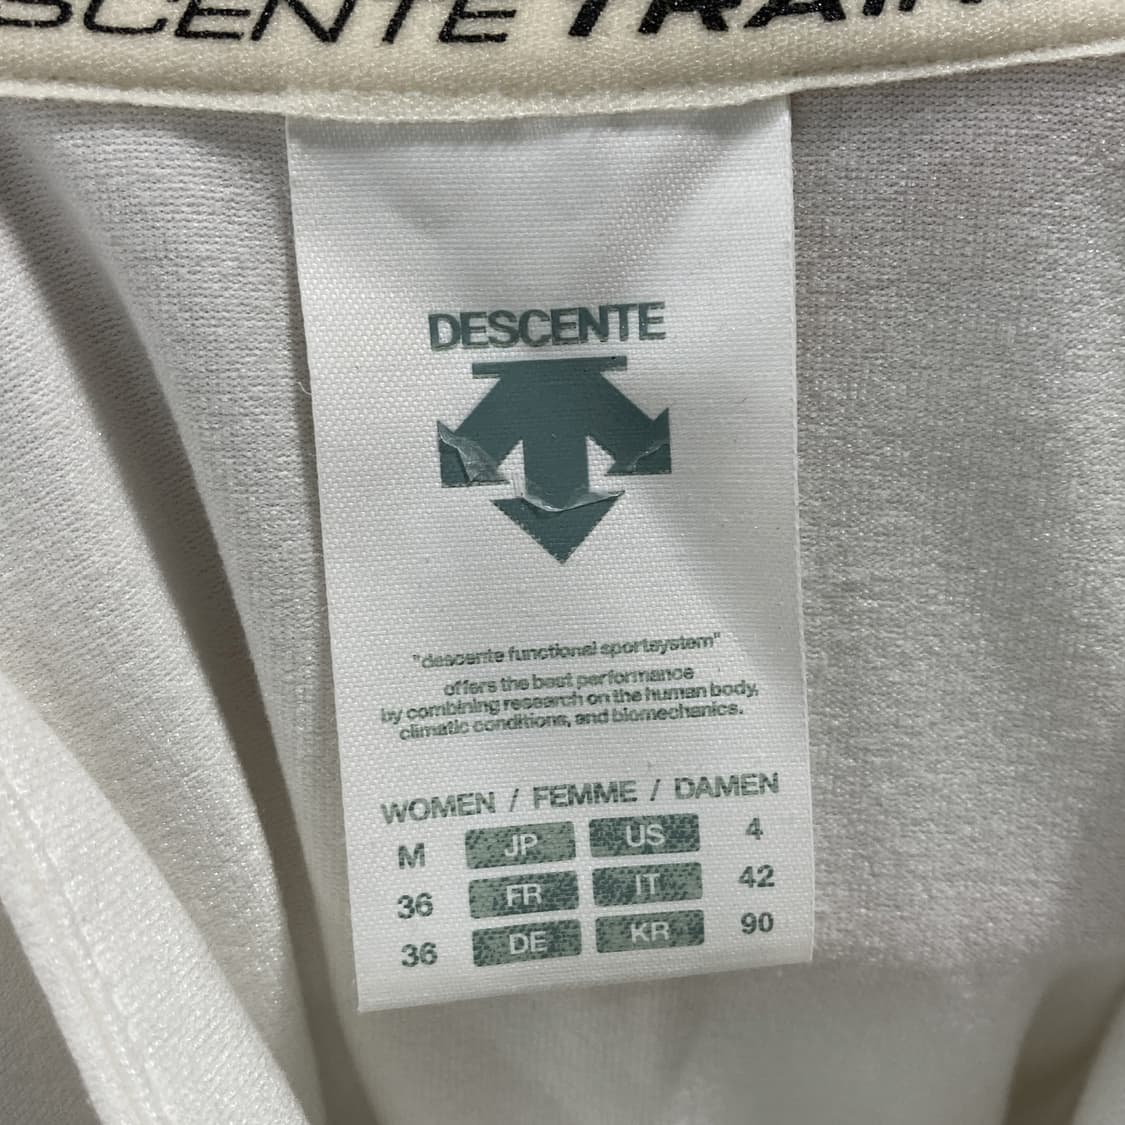 SCENTE TRAIN
DESCENTE
"descente functional sportsystem"
offers the best performance
by combining research on the human body,
climatic conditions, and biomechanics.
WOMEN / FEMME / DAMEN
M JP US 4
36 FR IT 42
36 DE KR 90